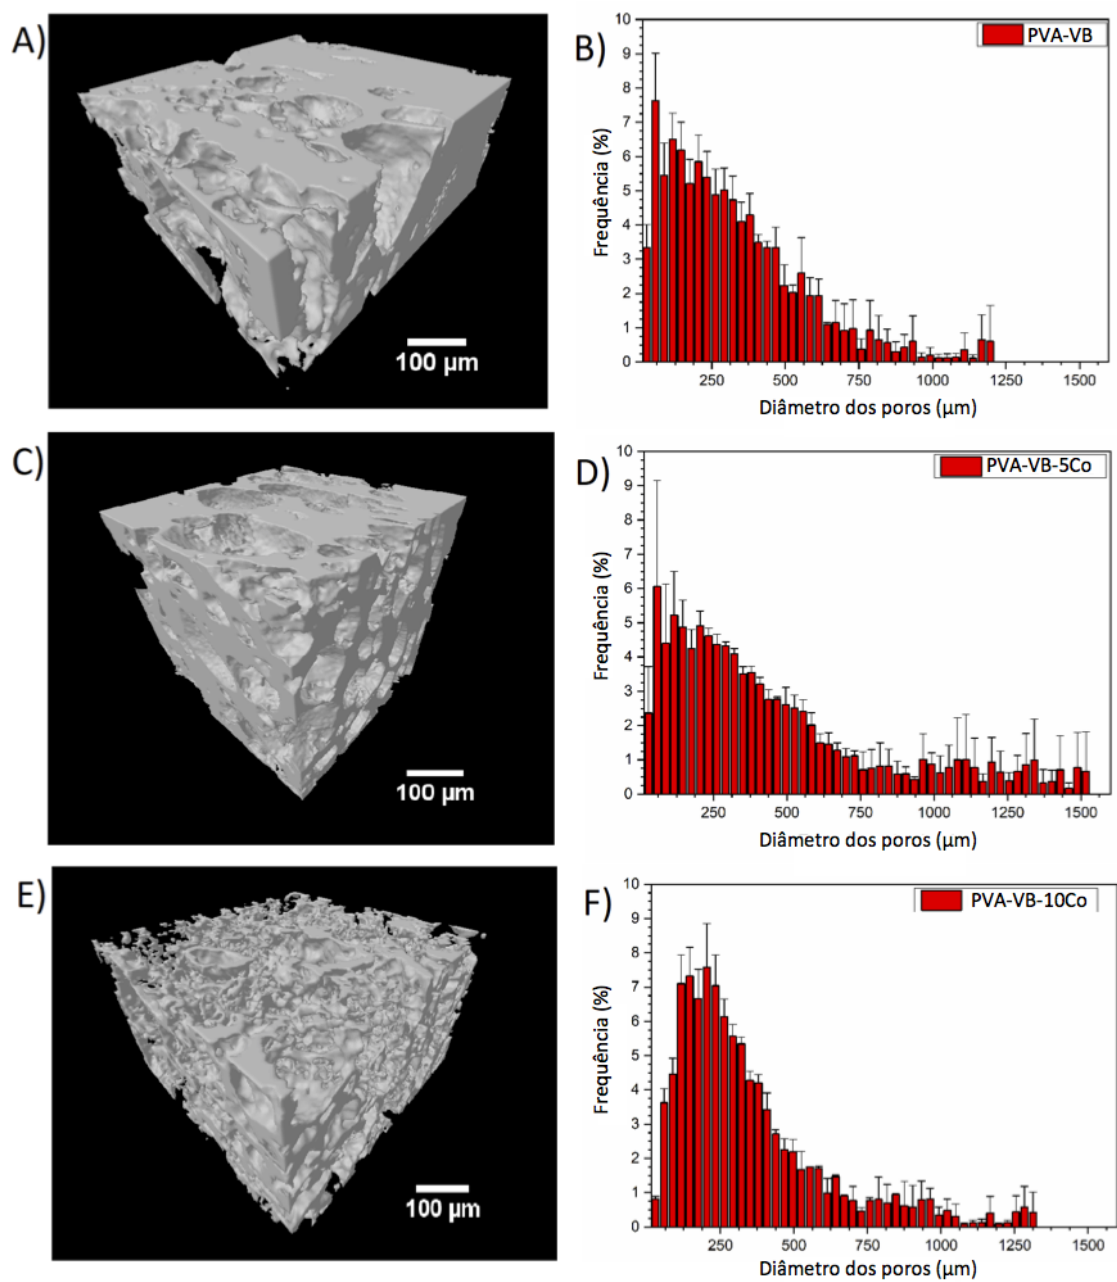 A)
100 µm
B)
PVA-VB
Frequência (%)
10
9
8
7
6
5
4
3
2
1
0
250 500 750 1000 1250 1500
Diâmetro dos poros (µm)
C)
100 µm
D)
PVA-VB-5Co
Frequência (%)
10
9
8
7
6
5
4
3
2
1
0
250 500 750 1000 1250 1500
Diâmetro dos poros (µm)
E)
100 µm
F)
PVA-VB-10Co
Frequência (%)
10
9
8
7
6
5
4
3
2
1
0
250 500 750 1000 1250 1500
Diâmetro dos poros (µm)